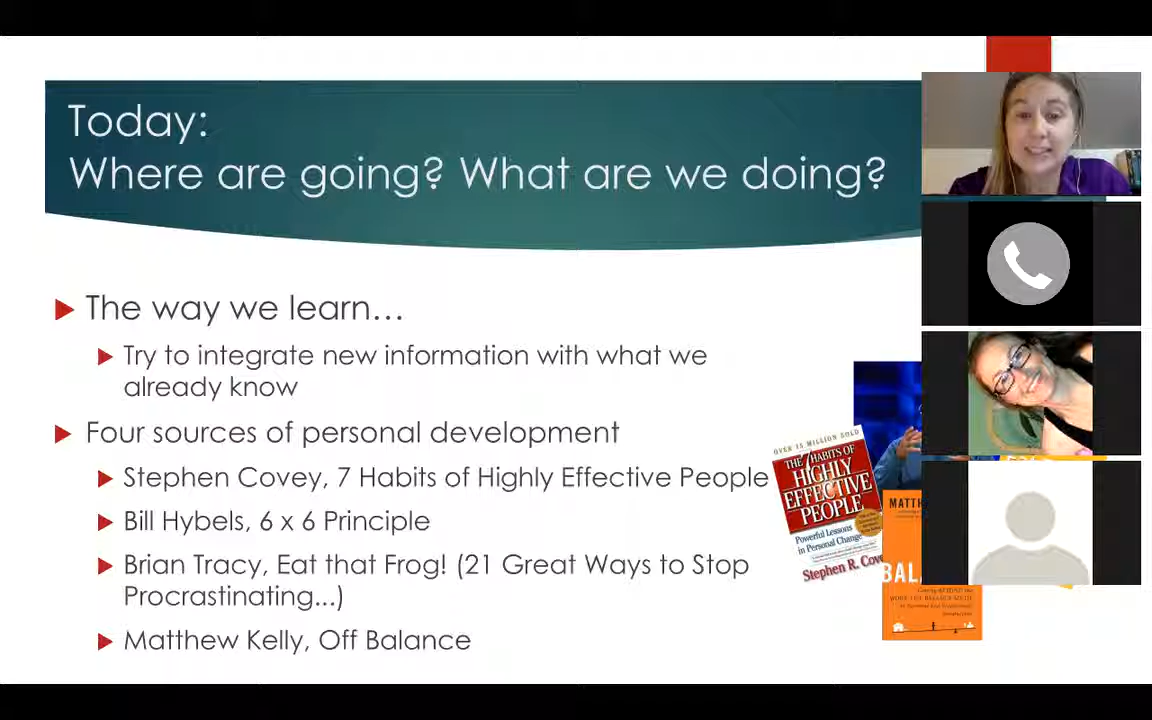 Today:
Where are going? What are we doing?
The way we learn…
Try to integrate new information with what we
already know
Four sources of personal development
Stephen Covey, 7 Habits of Highly Effective People
Bill Hybels, 6 x 6 Principle
Brian Tracy, Eat that Frog! (21 Great Ways to Stop
Procrastinating...)
Matthew Kelly, Off Balance
OVER 15 MILLION SOLD
THE 7 HABITS OF
HIGHLY
EFFECTIVE
PEOPLE
Powerful Lessons
in Personal Change
Stephen R. Cove
MATTH
BAL